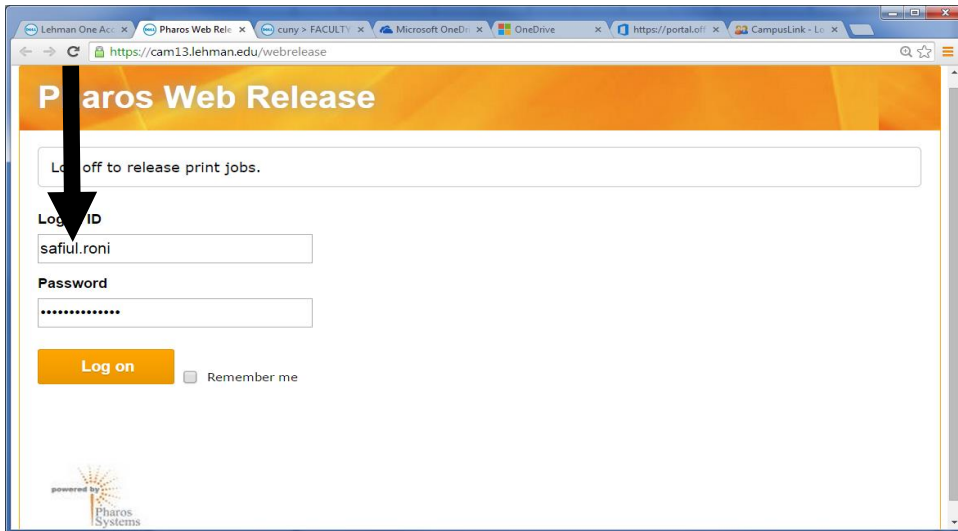 Lehman One Acc
Pharos Web Rele
cuny > FACULTY
Microsoft OneDri
OneDrive
https://portal.off
CampusLink - Lo
https://cam13.lehman.edu/webrelease
P aros Web Release
Lo off to release print jobs.
Log ID
safiul.roni
Password
Log on
Remember me
powered by
Pharos
Systems